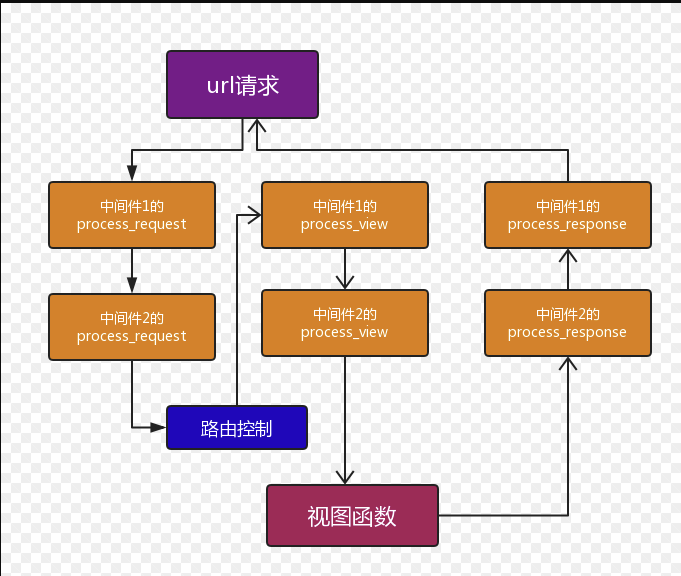 url请求
中间件1的
process_request
中间件1的
process_view
中间件1的
process_response
中间件2的
process_request
中间件2的
process_view
中间件2的
process_response
路由控制
视图函数